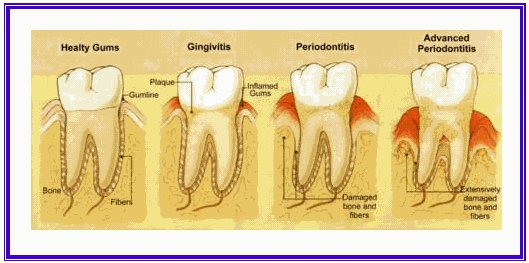 Healty Gums
Gingivitis
Periodontitis
Advanced
Periodontitis
Plaque
Gumline
Inflamed
Gums
Bone
Fibers
Damaged
bone and
fibers
Extensively
damaged
bone and
fibers